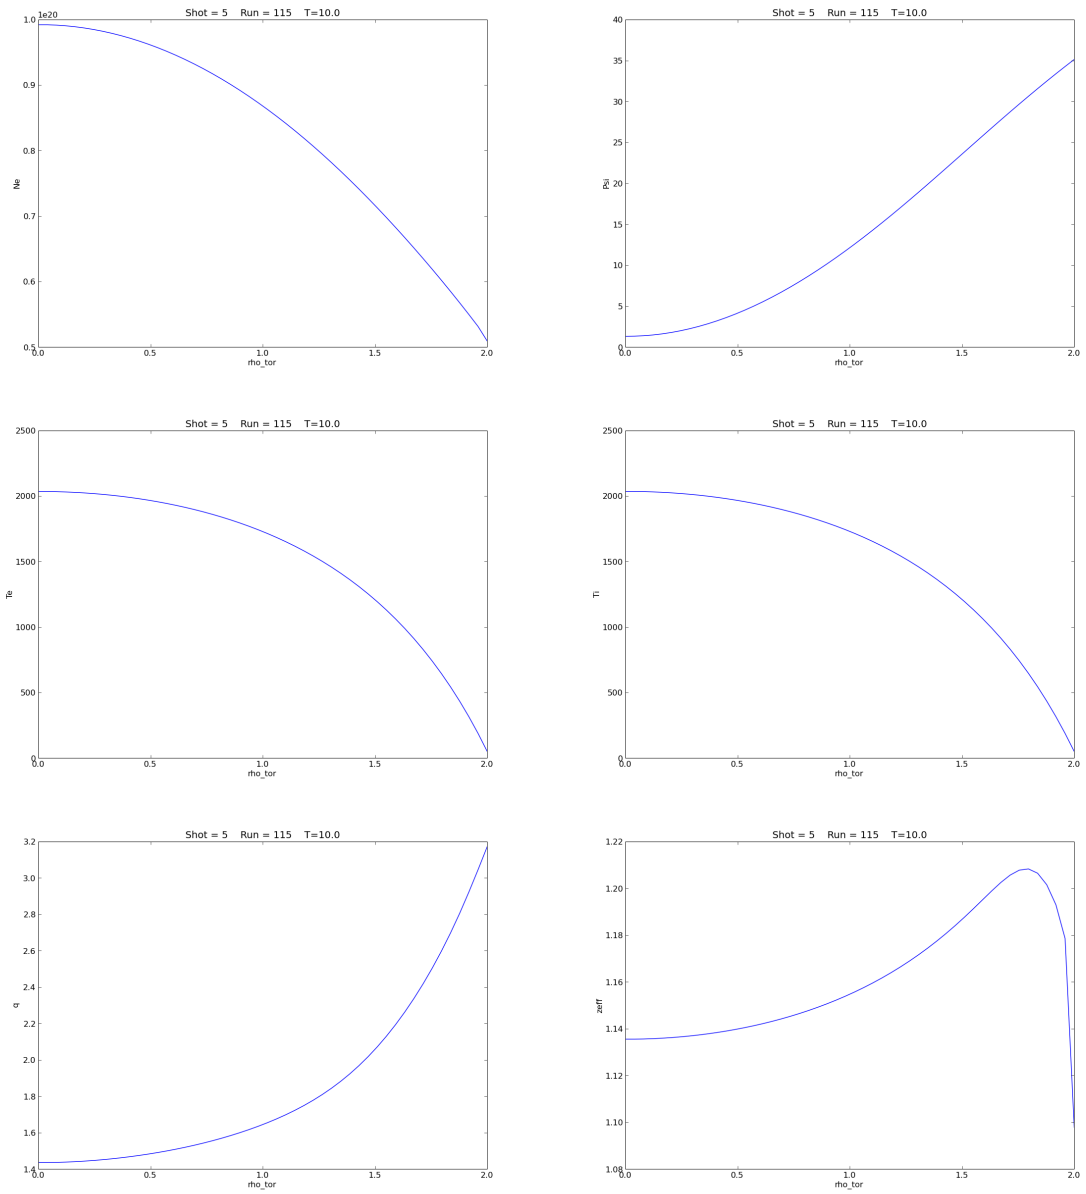 Shot = 5    Run = 115    T=10.0
1e20
1.0
0.9
0.8
0.7
0.6
0.5
Ne
0.0 0.5 1.0 1.5 2.0
rho_tor
Shot = 5    Run = 115    T=10.0
40
35
30
25
20
15
10
5
0
Psi
0.0 0.5 1.0 1.5 2.0
rho_tor
Shot = 5    Run = 115    T=10.0
2500
2000
1500
1000
500
0
Te
0.0 0.5 1.0 1.5 2.0
rho_tor
Shot = 5    Run = 115    T=10.0
2500
2000
1500
1000
500
0
Ti
0.0 0.5 1.0 1.5 2.0
rho_tor
Shot = 5    Run = 115    T=10.0
3.2
3.0
2.8
2.6
2.4
2.2
2.0
1.8
1.6
1.4
q
0.0 0.5 1.0 1.5 2.0
rho_tor
Shot = 5    Run = 115    T=10.0
1.22
1.20
1.18
1.16
1.14
1.12
1.10
1.08
zeff
0.0 0.5 1.0 1.5 2.0
rho_tor